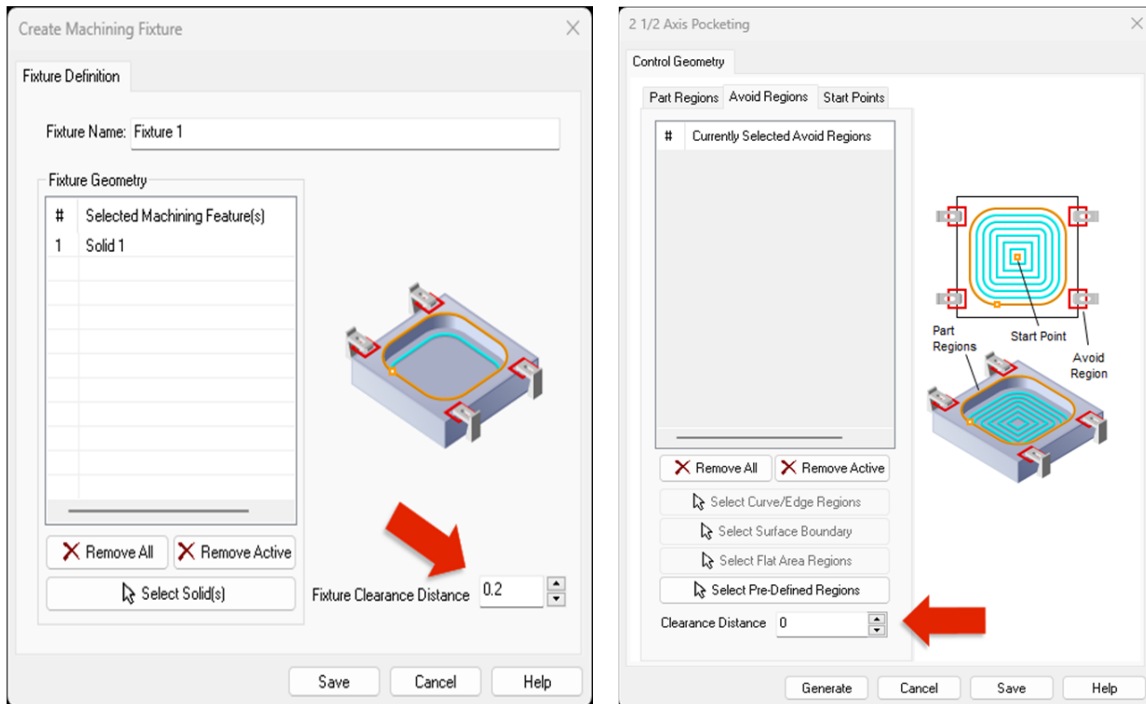 Create Machining Fixture
Fixture Definition
Fixture Name: Fixture 1
Fixture Geometry
# Selected Machining Feature(s)
1 Solid 1
Remove All Remove Active
Select Solid(s)
Fixture Clearance Distance 0.2
Save Cancel Help
2 1/2 Axis Pocketing
Control Geometry
Part Regions Avoid Regions Start Points
# Currently Selected Avoid Regions
Remove All Remove Active
Select Curve/Edge Regions
Select Surface Boundary
Select Flat Area Regions
Select Pre-Defined Regions
Clearance Distance 0
Part
Regions
Start Point
Avoid
Region
Generate Cancel Save Help